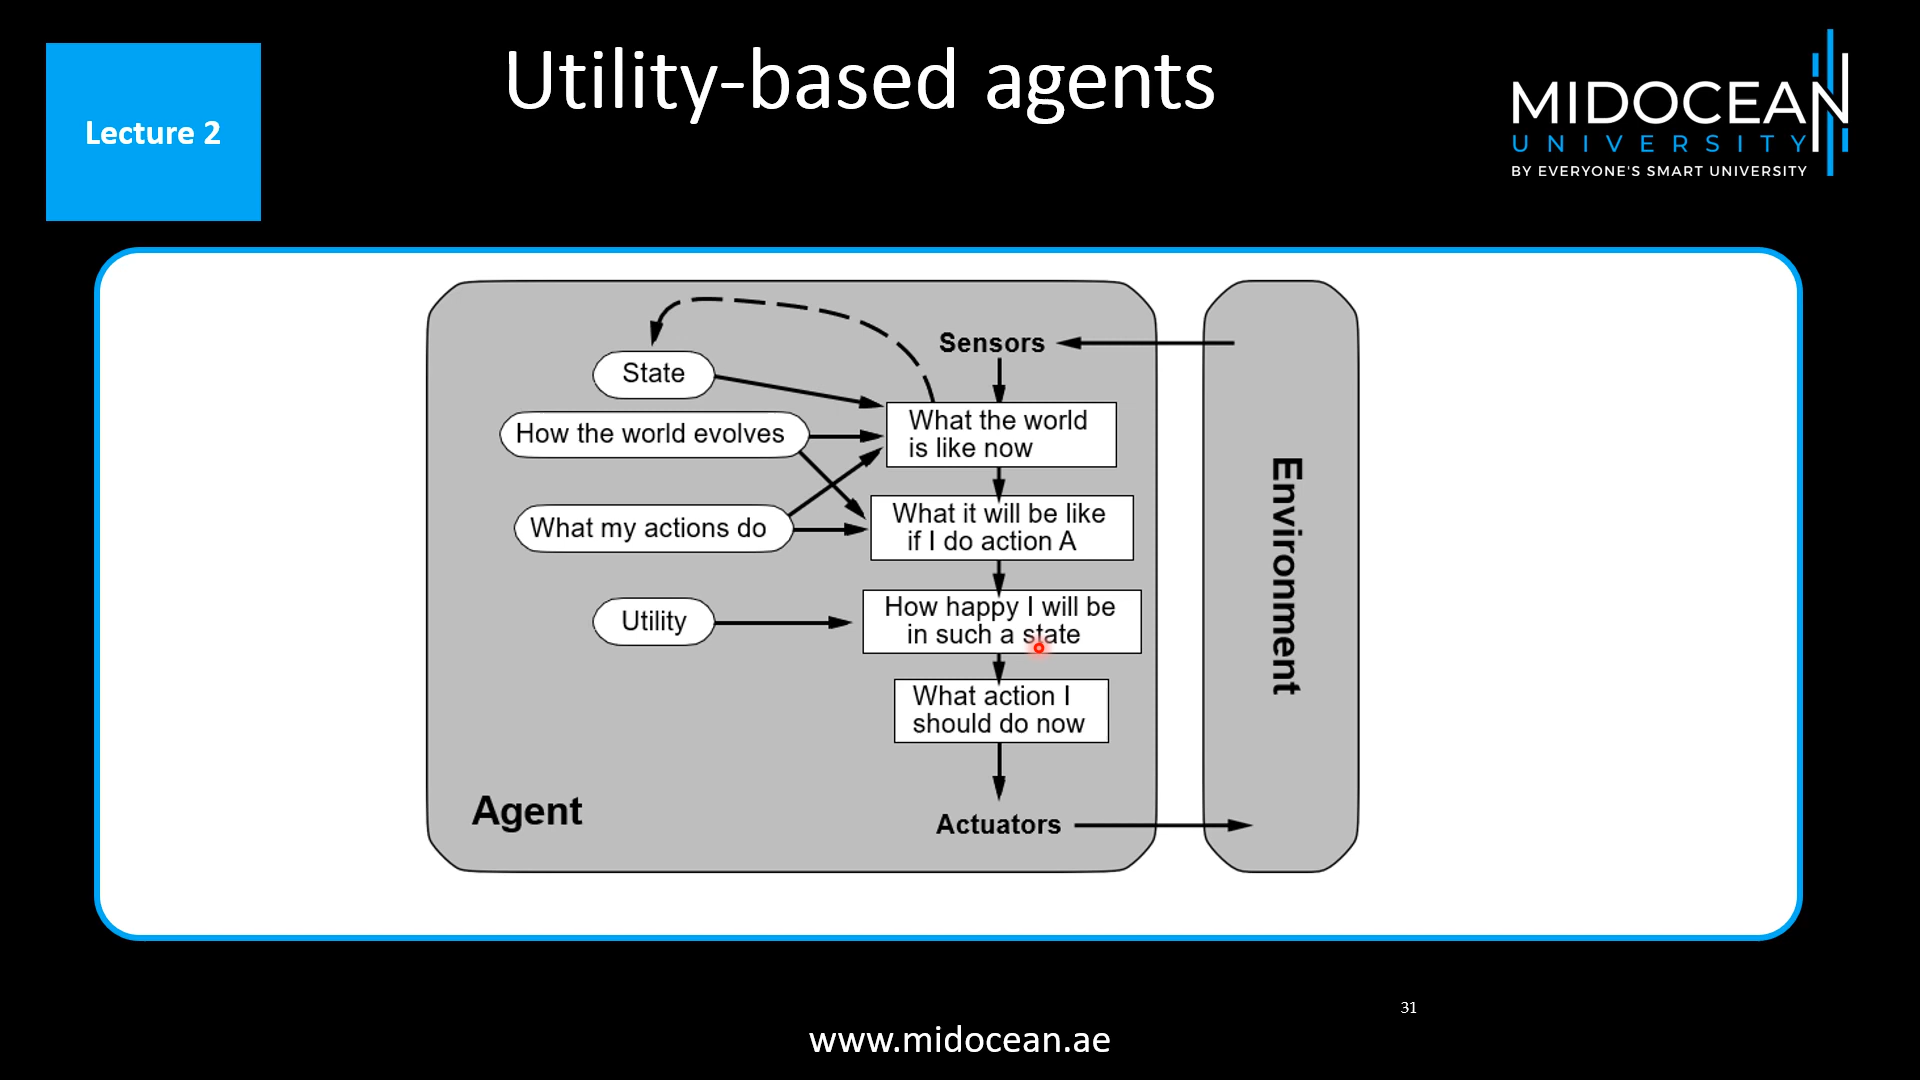 Lecture 2
Utility-based agents
MIDOCEAN
UNIVERSITY
BY EVERYONE'S SMART UNIVERSITY
Sensors
State
What the world
is like now
How the world evolves
What it will be like
if I do action A
What my actions do
How happy I will be
in such a state
Utility
What action I
should do now
Agent
Actuators
Environment
31
www.midocean.ae